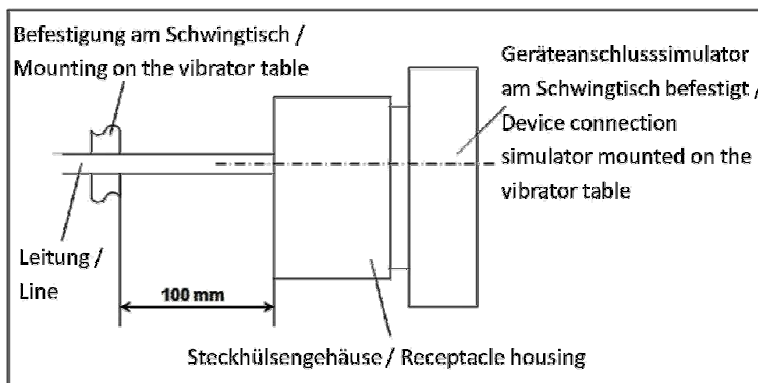 Befestigung am Schwingtisch /
Mounting on the vibrator table
Geräteanschlusssimulator
am Schwingtisch befestigt /
Device connection
simulator mounted on the
vibrator table
Leitung /
Line
100 mm
Steckhülsengehäuse / Receptacle housing